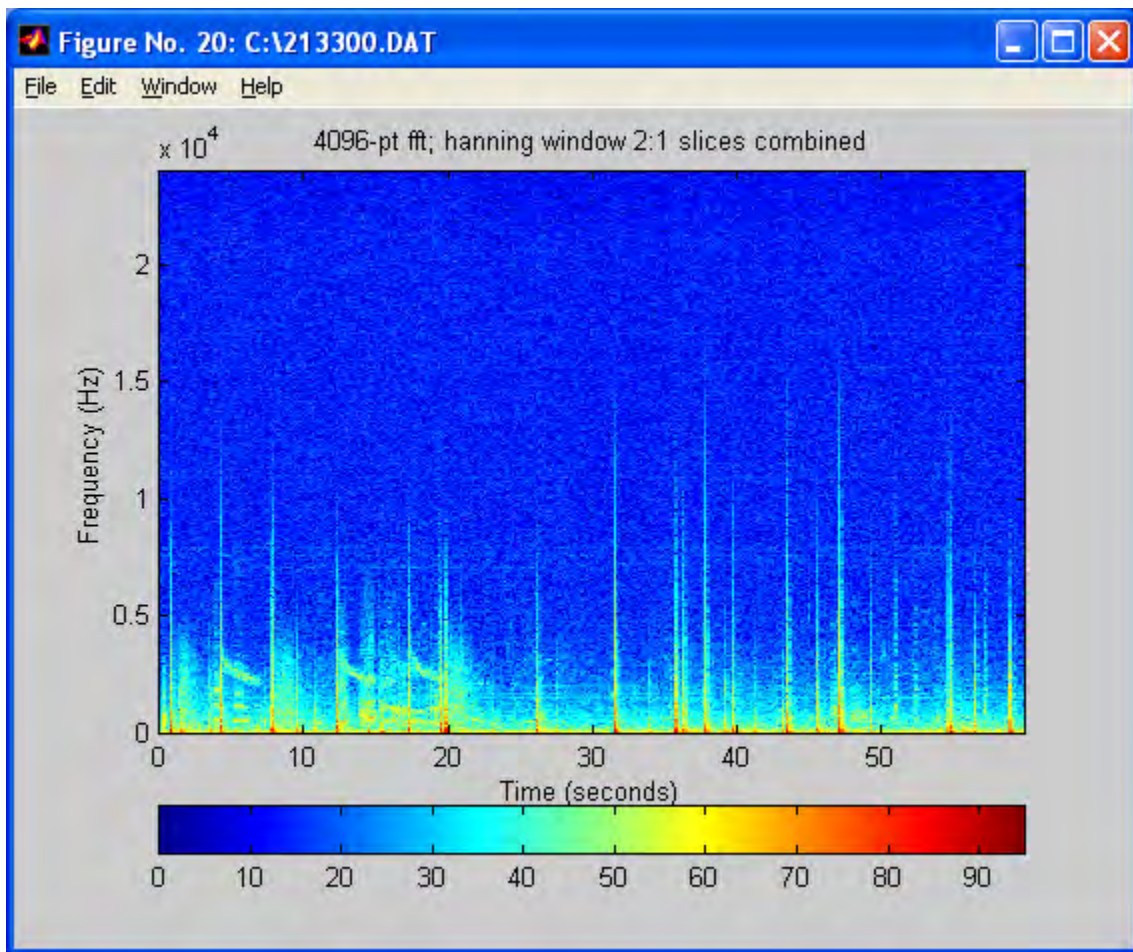 Figure No. 20: C:\213300.DAT
File Edit Window Help
x 10^4
4096-pt fft; hanning window 2:1 slices combined
2
1.5
1
0.5
0
Frequency (Hz)
0 10 20 30 40 50
Time (seconds)
0 10 20 30 40 50 60 70 80 90